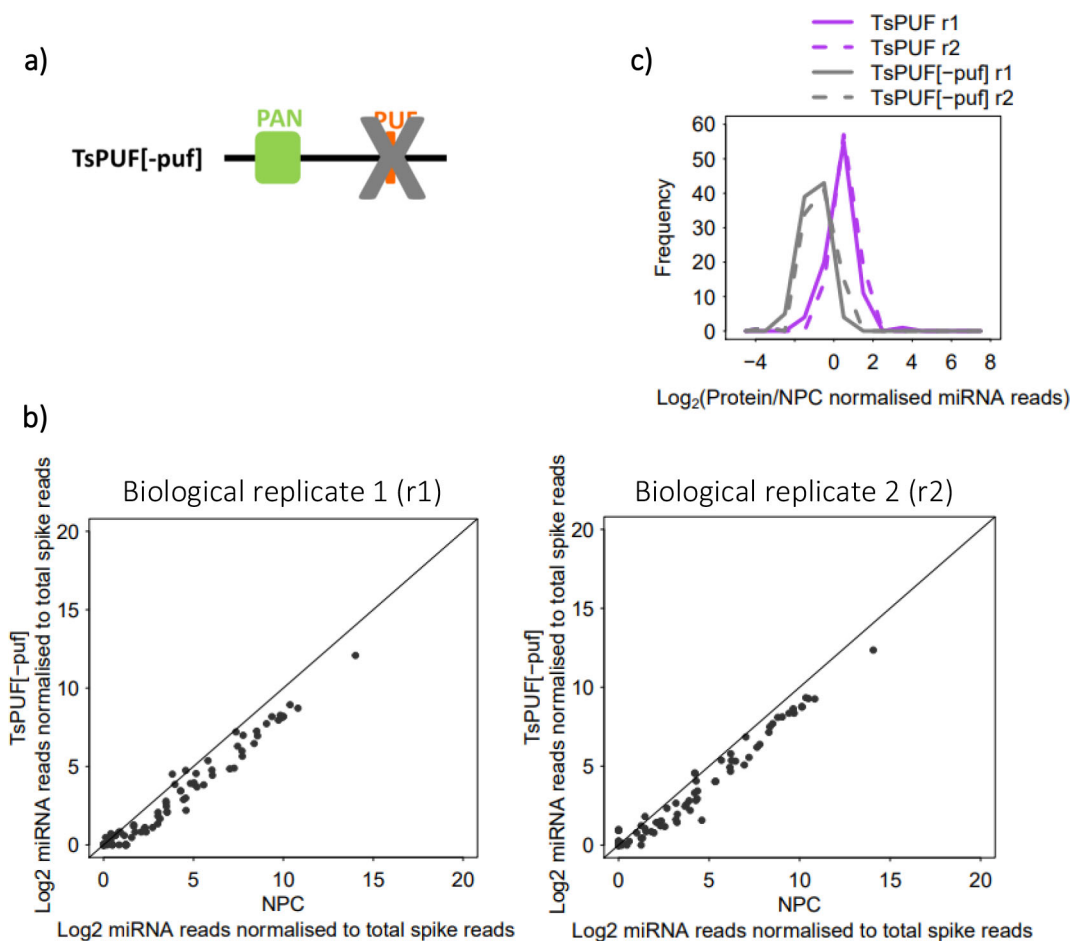 a)
PAN
PUF
TsPUF[-puf]
c)
TsPUF r1
TsPUF r2
TsPUF[−puf] r1
TsPUF[−puf] r2
60
50
40
30
20
10
0
Frequency
−4
0
2
4
6
8
Log₂(Protein/NPC normalised miRNA reads)
b)
Biological replicate 1 (r1)
TsPUF[−puf]
Log2 miRNA reads normalised to total spike reads
20
15
10
5
0
0
5
10
15
20
NPC
Log2 miRNA reads normalised to total spike reads
Biological replicate 2 (r2)
TsPUF[−puf]
Log2 miRNA reads normalised to total spike reads
20
15
10
5
0
0
5
10
15
20
NPC
Log2 miRNA reads normalised to total spike reads